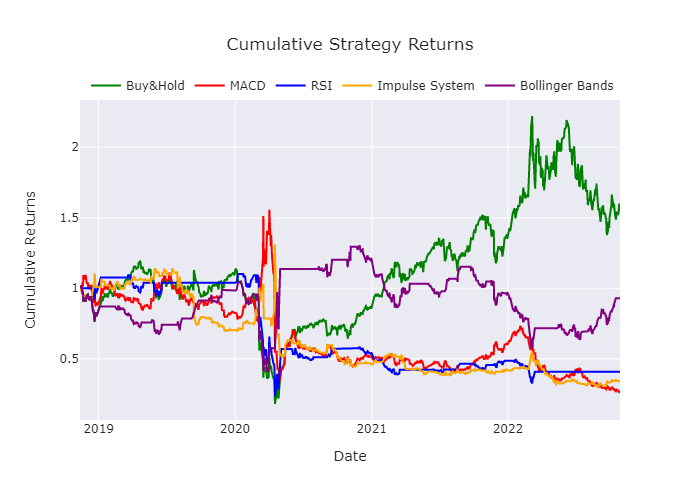 Cumulative Strategy Returns
Buy&Hold MACD RSI Impulse System Bollinger Bands
2
1.5
1
0.5
Cumulative Returns
2019 2020 2021 2022
Date